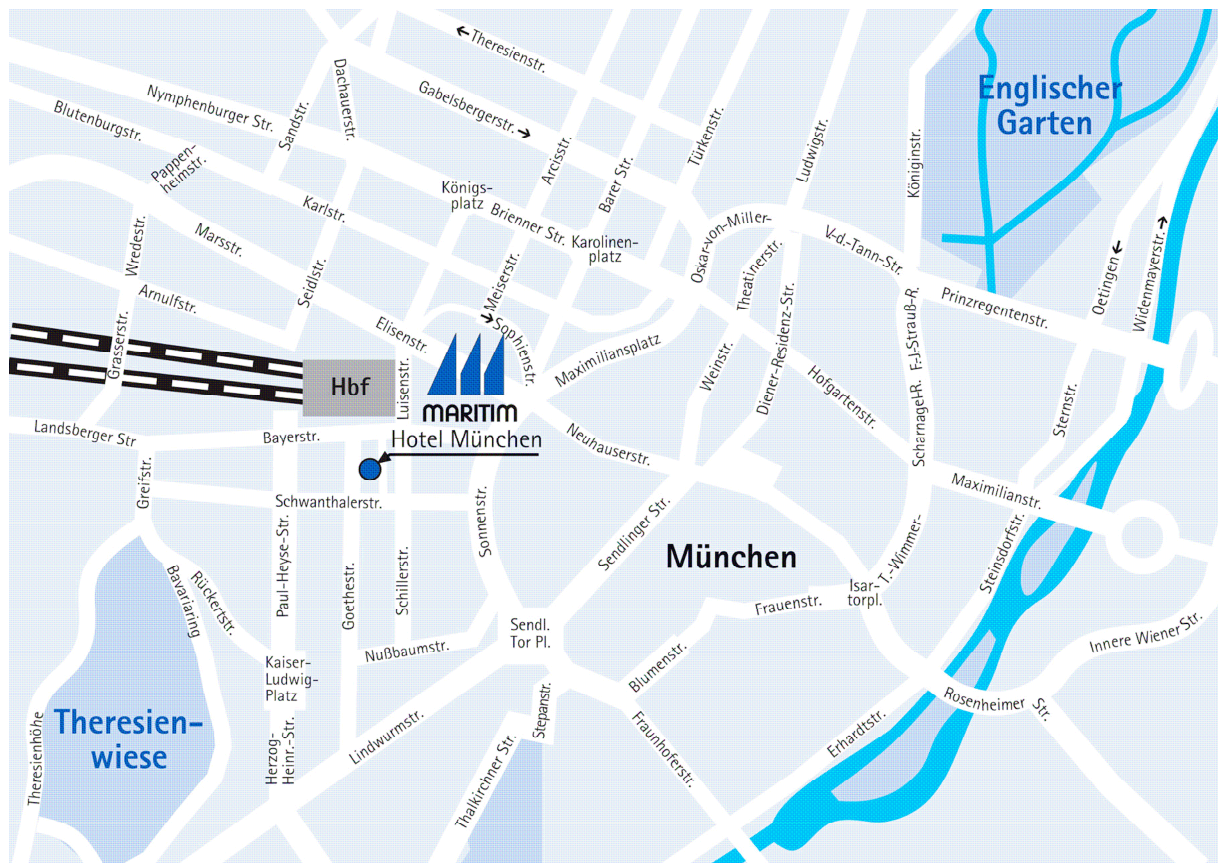 Theresienstr.
Dachauerstr.
Gabelsbergerstr.
Nymphenburger Str.
Blutenburgstr.
Sandstr.
Englischer
Garten
Pappen-
heimstr.
Arcisstr.
Barer Str.
Türkenstr.
Ludwigstr.
Königinstr.
Königs-
platz
Karlstr.
Brienner Str.
Karolinen-
platz
Oskar-von-Miller-
V.-d.-Tann-Str.
Wredestr.
Marsstr.
Seidlstr.
Meiserstr.
Theatinerstr.
Oetingen
Widenmayerstr.
Arnulfstr.
Elisenstr.
Sophienstr.
Prinzregentenstr.
Grasserstr.
Hbf
Luisenstr.
MARITIM
Hotel München
Maximiliansplatz
Weinstr.
Diener-Residenz-Str.
Hofgartenstr.
Scharnagl-R.
Fr-J-Strauß-R.
Sternstr.
Landsberger Str
Bayerstr.
Neuhauserstr.
Greifstr.
Schwanthalerstr.
Sonnenstr.
Sendlinger Str.
Maximilianstr.
Steinsdorfstr.
München
Paul-Heyse-Str.
Goethestr.
Schillerstr.
Bavariaring
Rückertstr.
Isar-
torpl.
T.-Wimmer-
Frauenstr.
Sendl.
Tor Pl.
Nußbaumstr.
Blumenstr.
Innere Wiener Str.
Kaiser-
Ludwig-
Platz
Rosenheimer
Str.
Theresien-
wiese
Theresienhöhe
Herzog-
Heinr.-Str.
Lindwurmstr.
Stepanstr.
Thalkirchner Str.
Fraunhoferstr.
Erhardtstr.